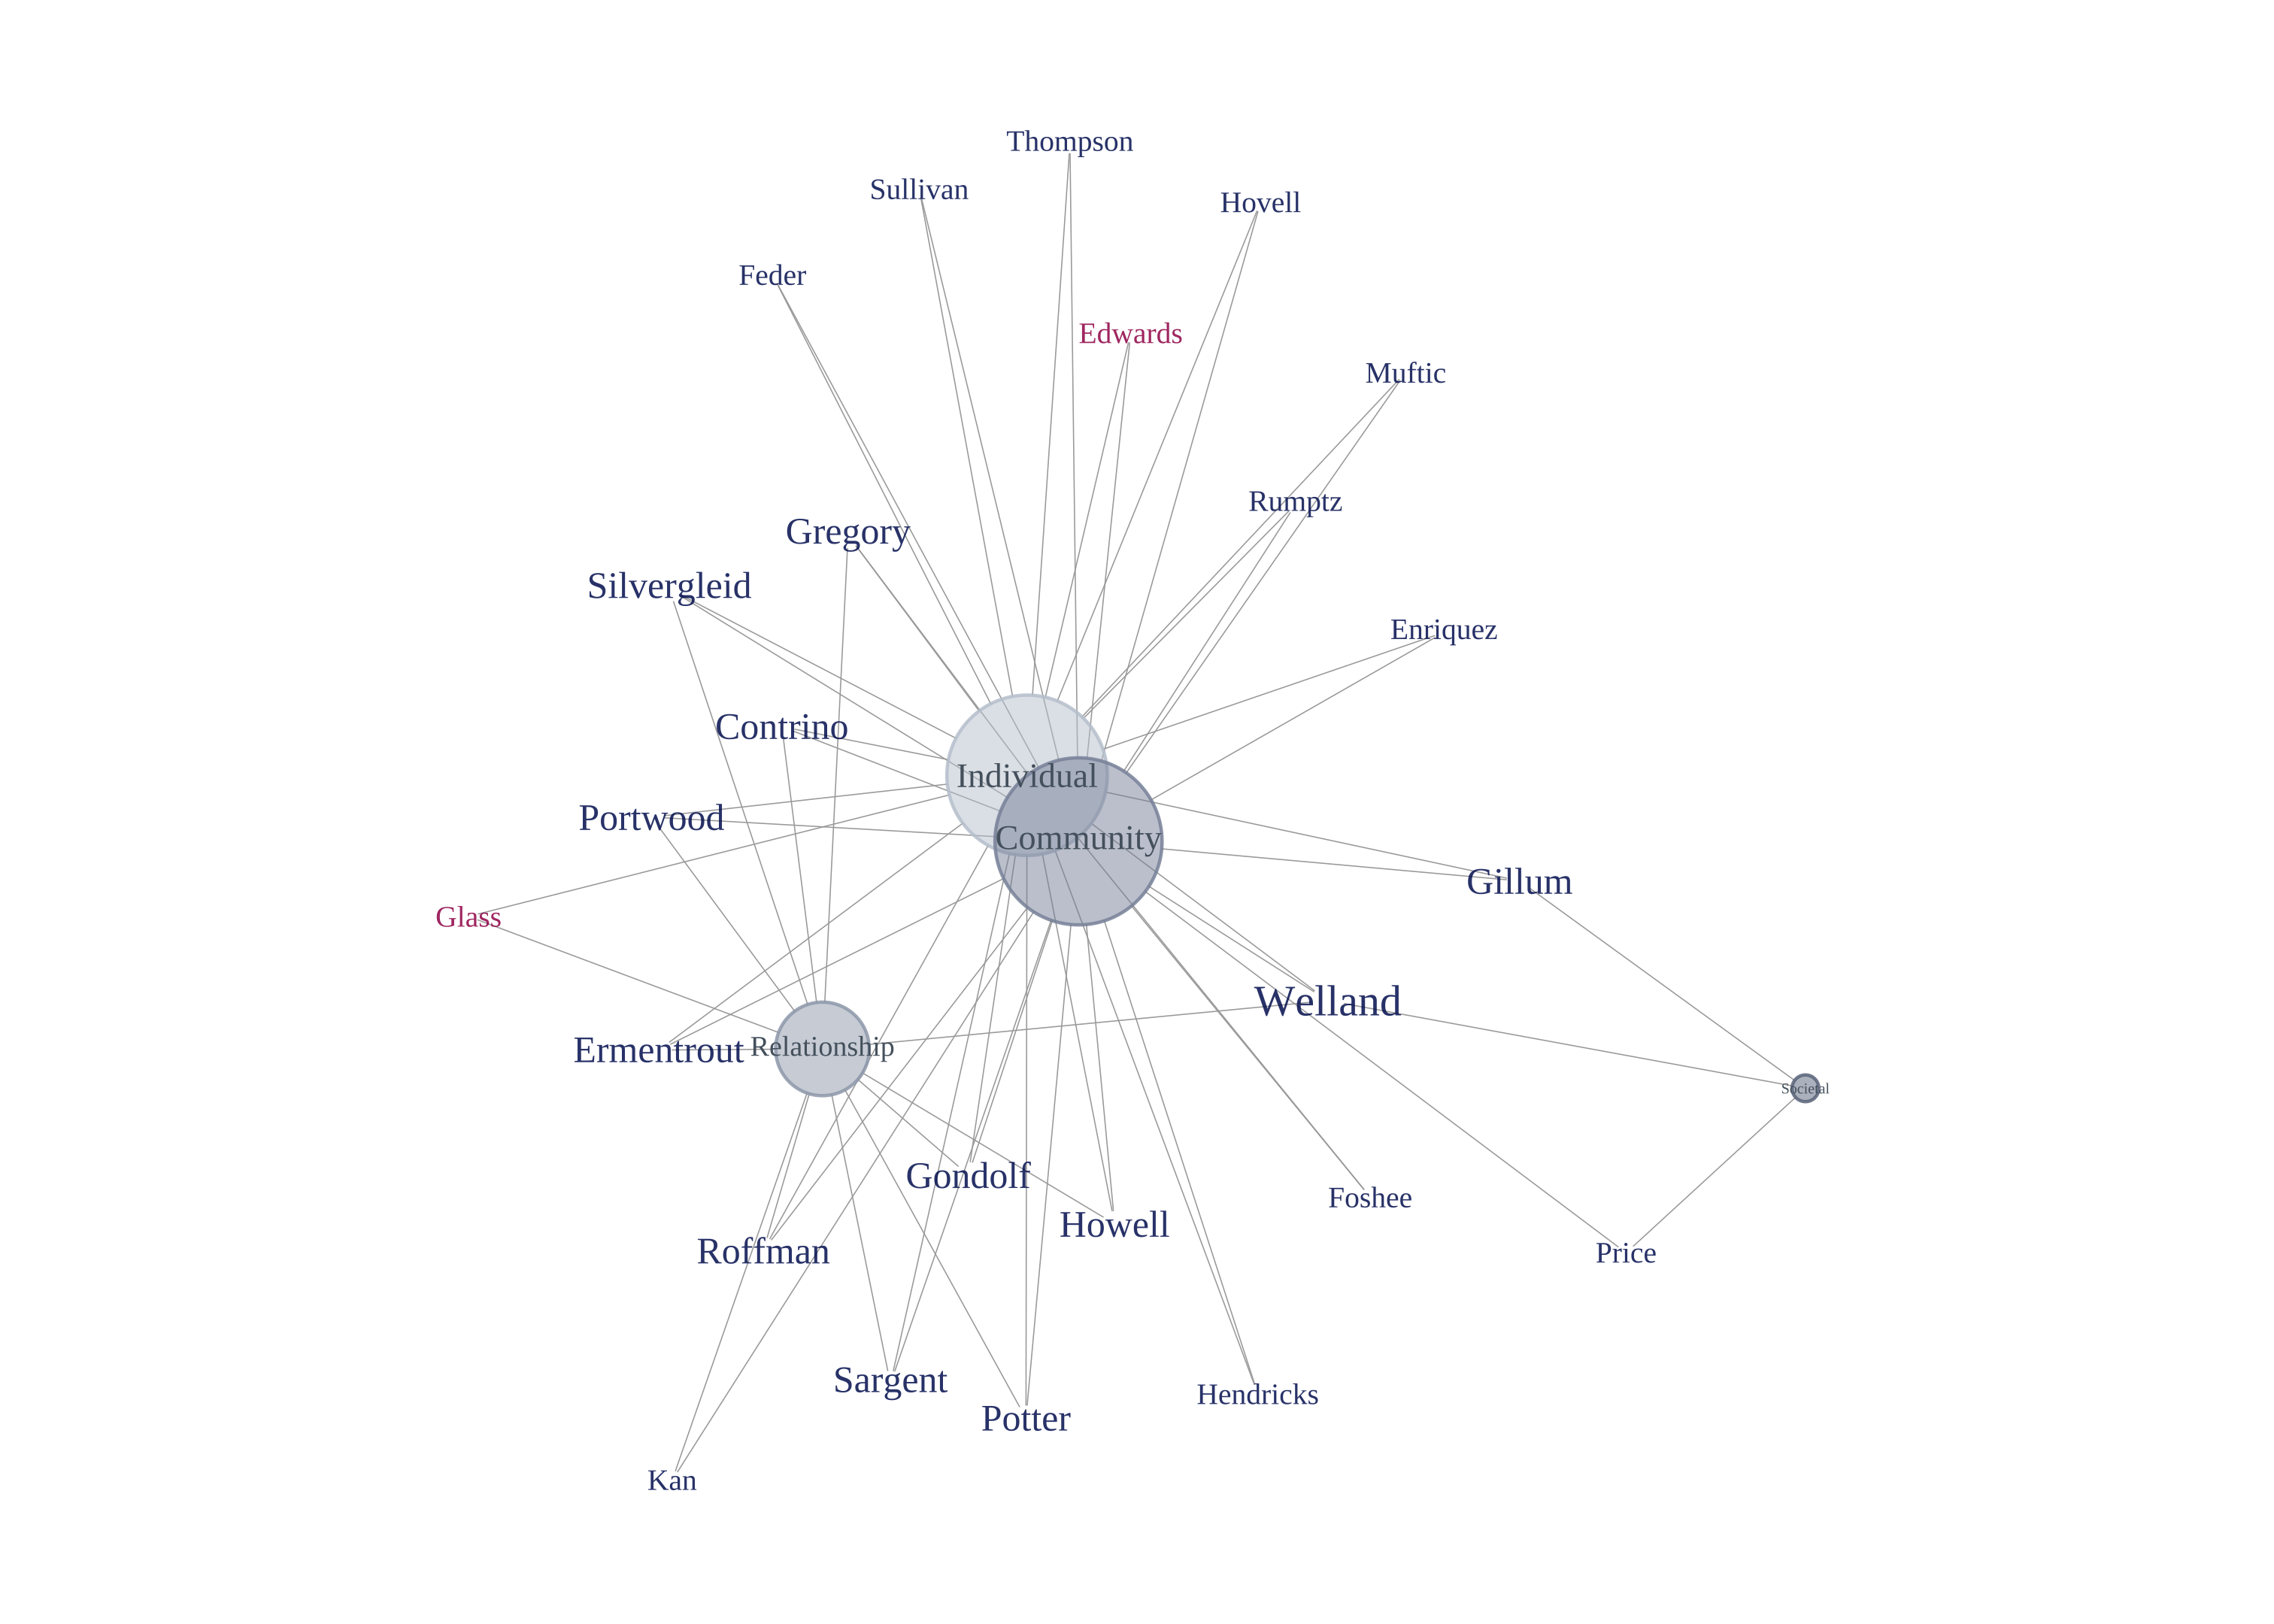 Thompson
Sullivan
Hovell
Feder
Edwards
Muftic
Rumptz
Gregory
Silvergleid
Enriquez
Contrino
Individual
Portwood
Community
Gillum
Glass
Welland
Relationship
Ermentrout
Societal
Gondolf
Foshee
Howell
Roffman
Price
Sargent
Hendricks
Potter
Kan